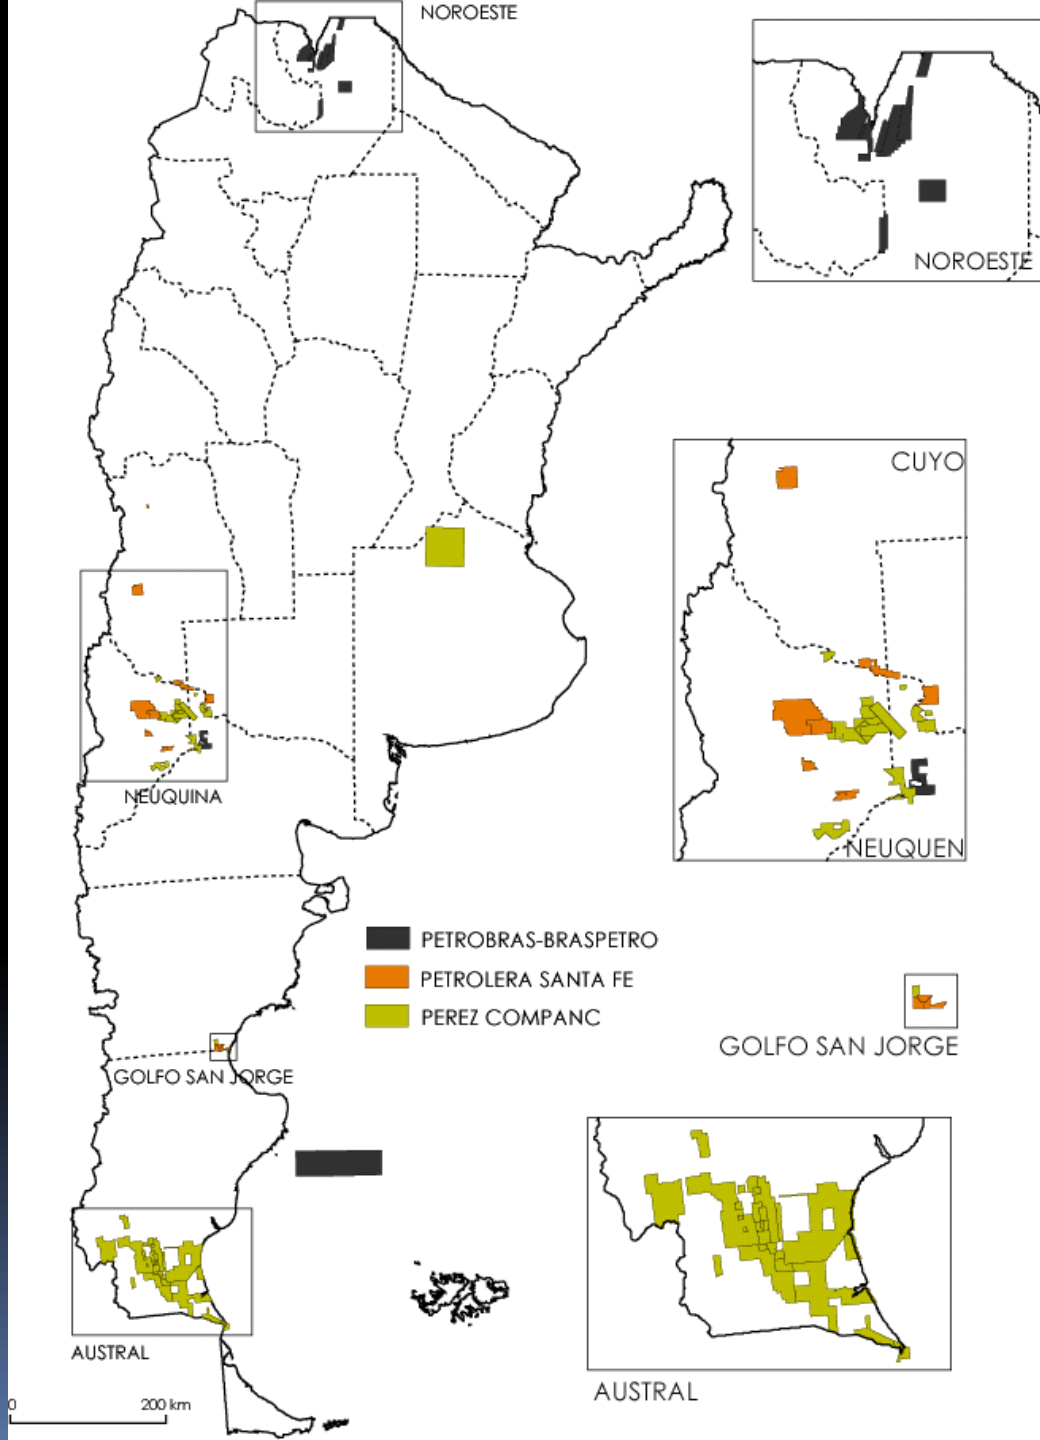 NOROESTE
NOROESTE
CUYO
NEUQUINA
NEUQUEN
PETROBRAS-BRASPETRO
PETROLERA SANTA FE
PEREZ COMPANC
GOLFO SAN JORGE
GOLFO SAN JORGE
AUSTRAL
AUSTRAL
0 200 km